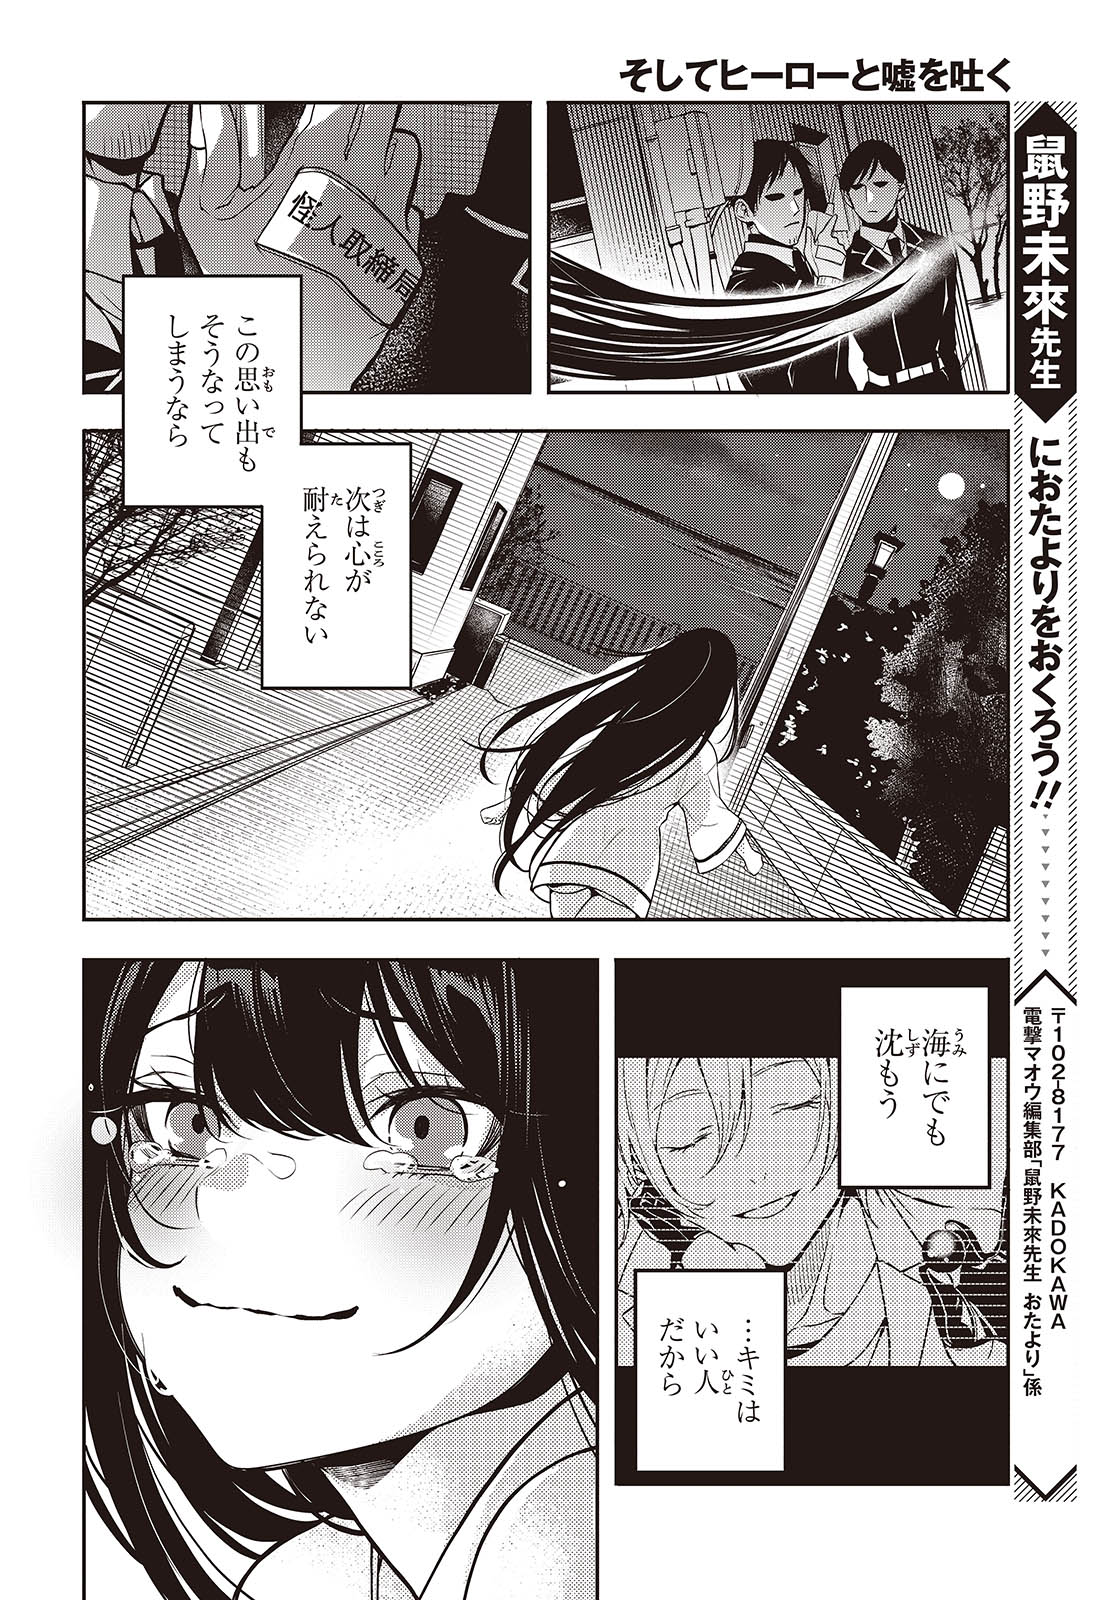 そしてヒーローと嘘を吐く
鼠野未來先生
におたよりをおくろう!!
〒102-8177 KADOKAWA
電撃マオウ編集部「鼠野未來先生 おたより」係
怪人取締局
この思い出も
そうなって
しまうなら
次は心が
耐えられない
海にでも
沈もう
…キミは
いい人
だから